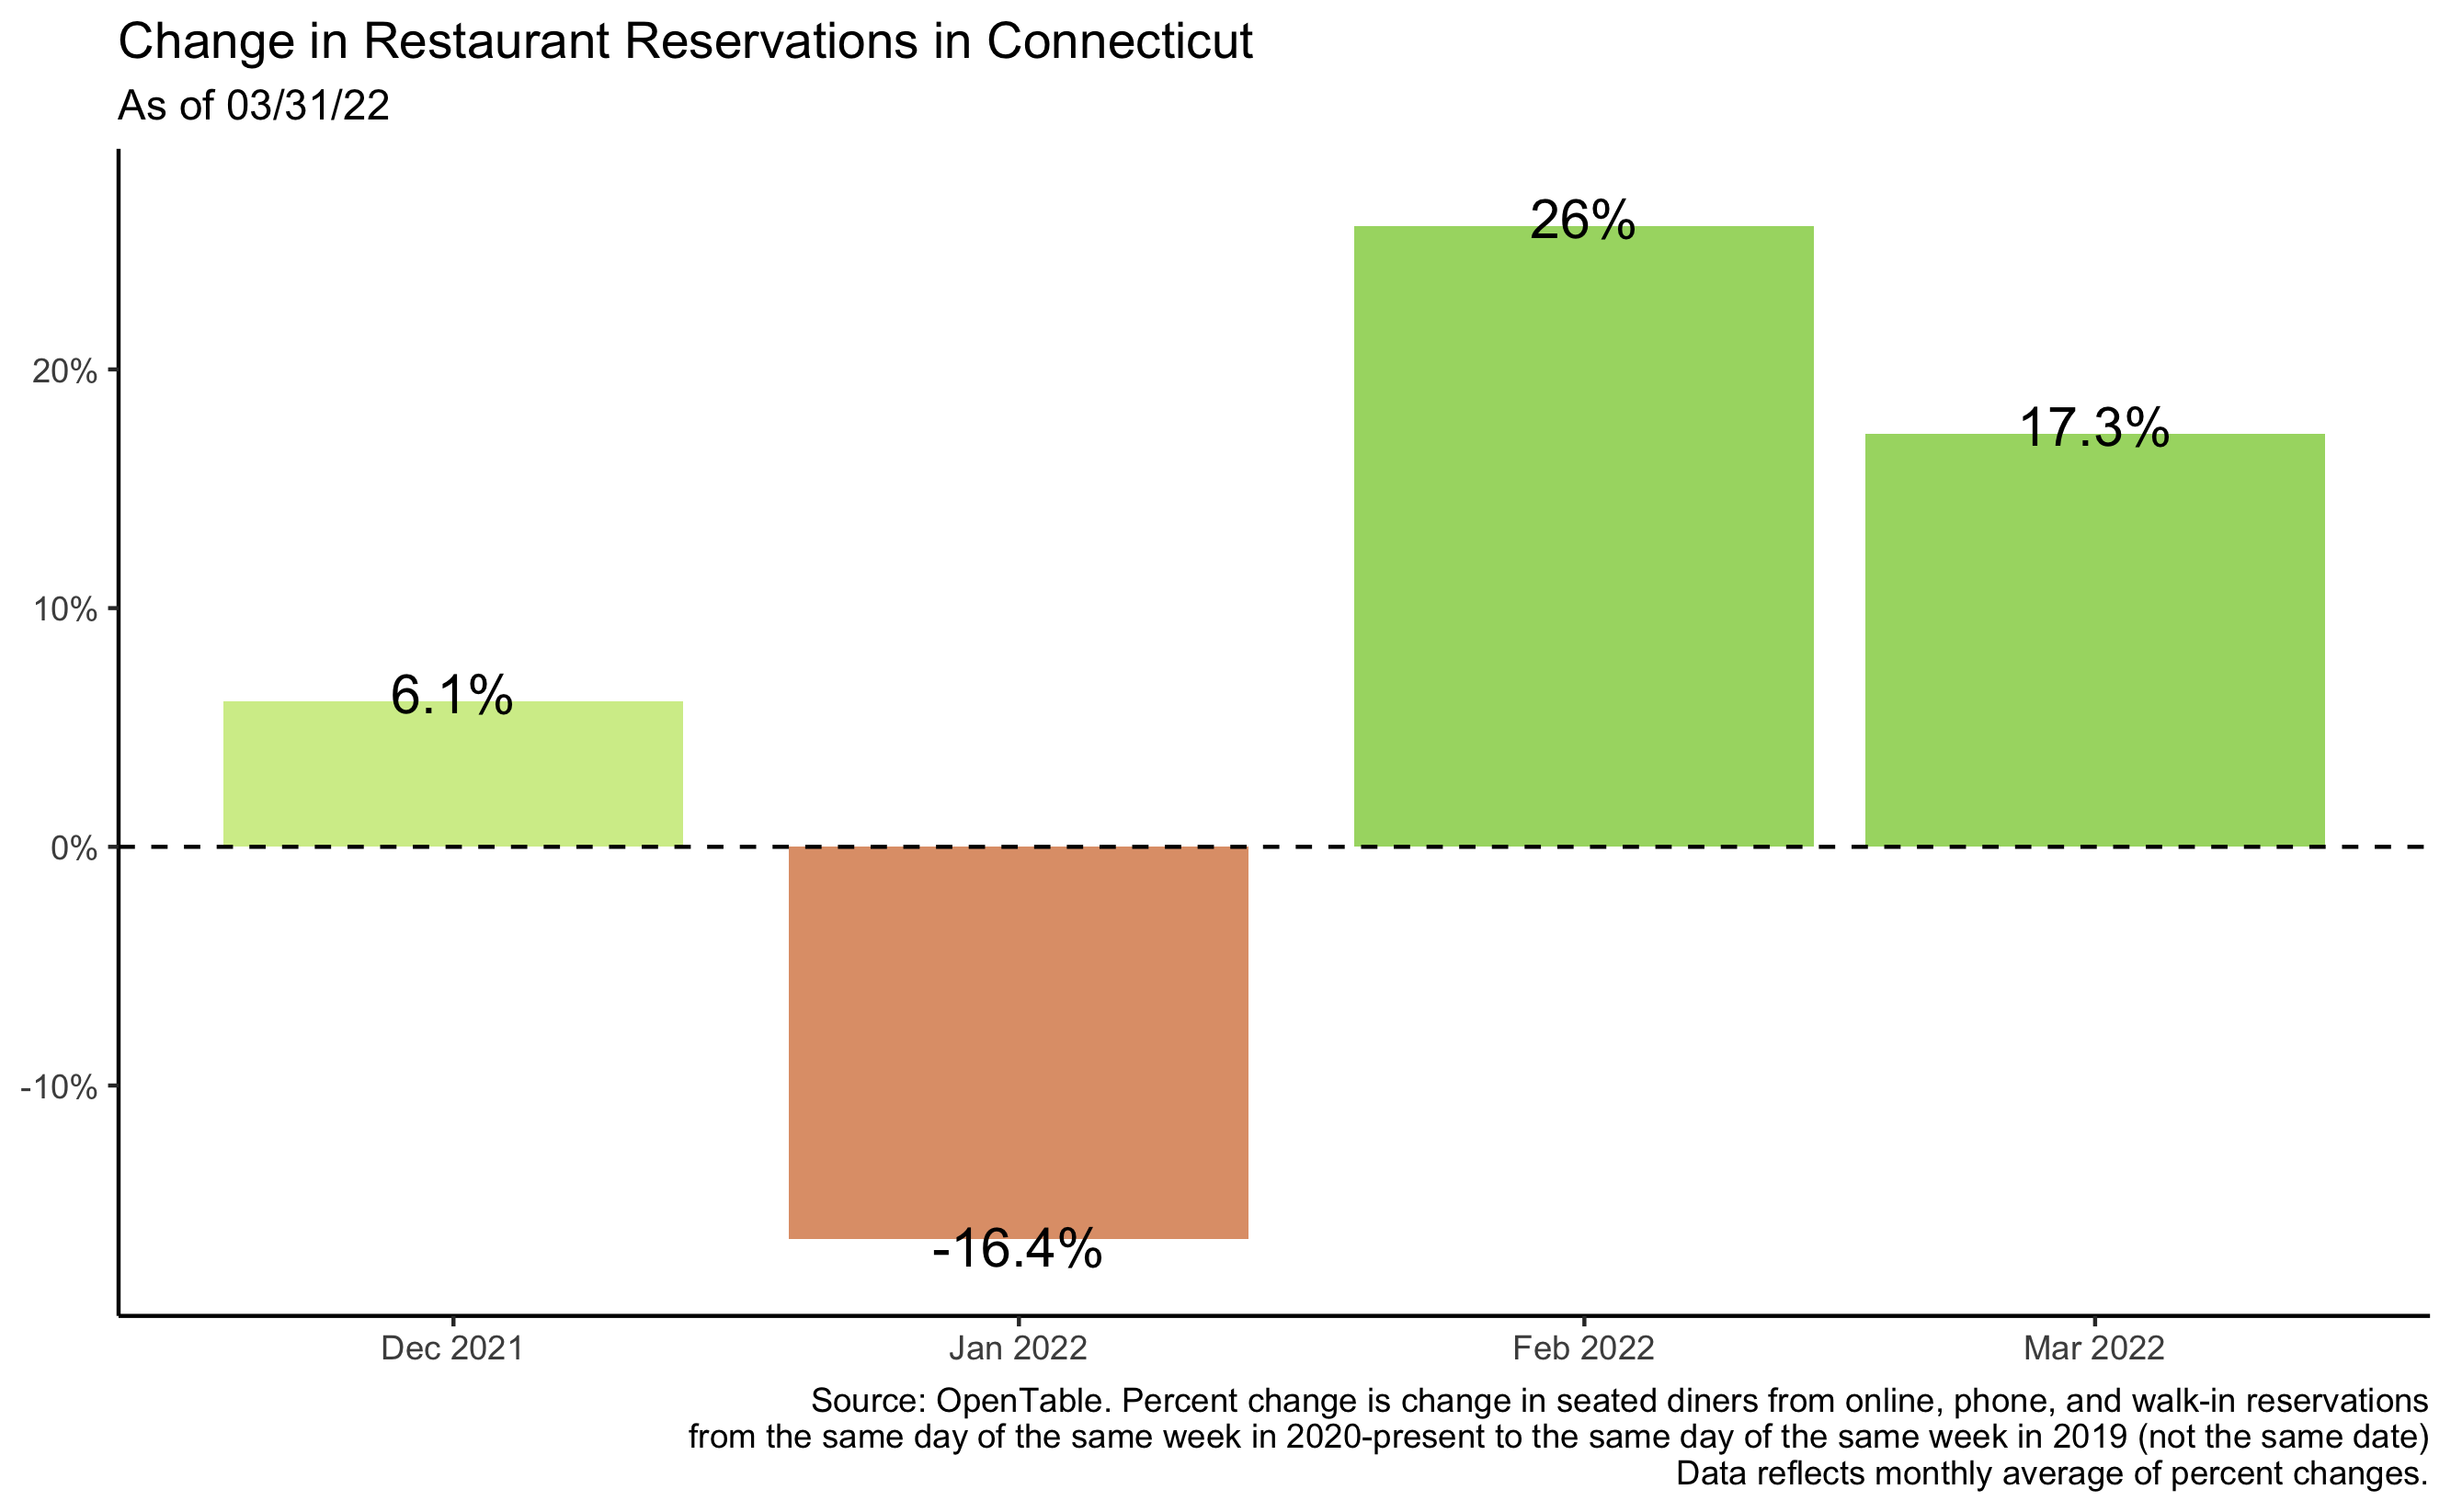 Change in Restaurant Reservations in Connecticut
As of 03/31/22
26%
20%
17.3%
10%
6.1%
0%
-10%
-16.4%
Dec 2021
Jan 2022
Feb 2022
Mar 2022
Source: OpenTable. Percent change is change in seated diners from online, phone, and walk-in reservations
from the same day of the same week in 2020-present to the same day of the same week in 2019 (not the same date)
Data reflects monthly average of percent changes.